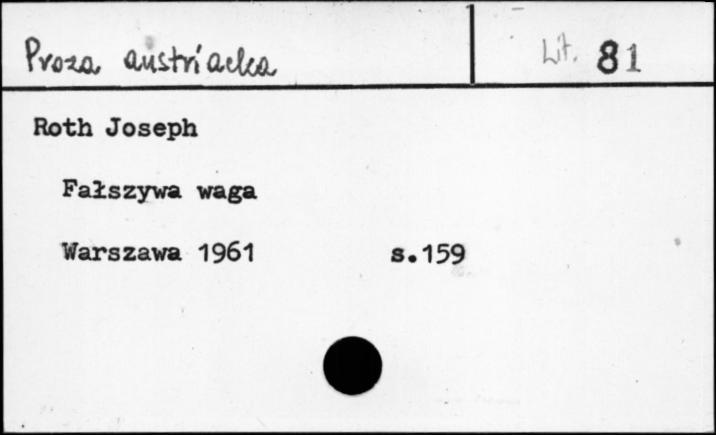 Proza austriacka
Lit. 81
Roth Joseph
Fałszywa waga
Warszawa 1961 s.159